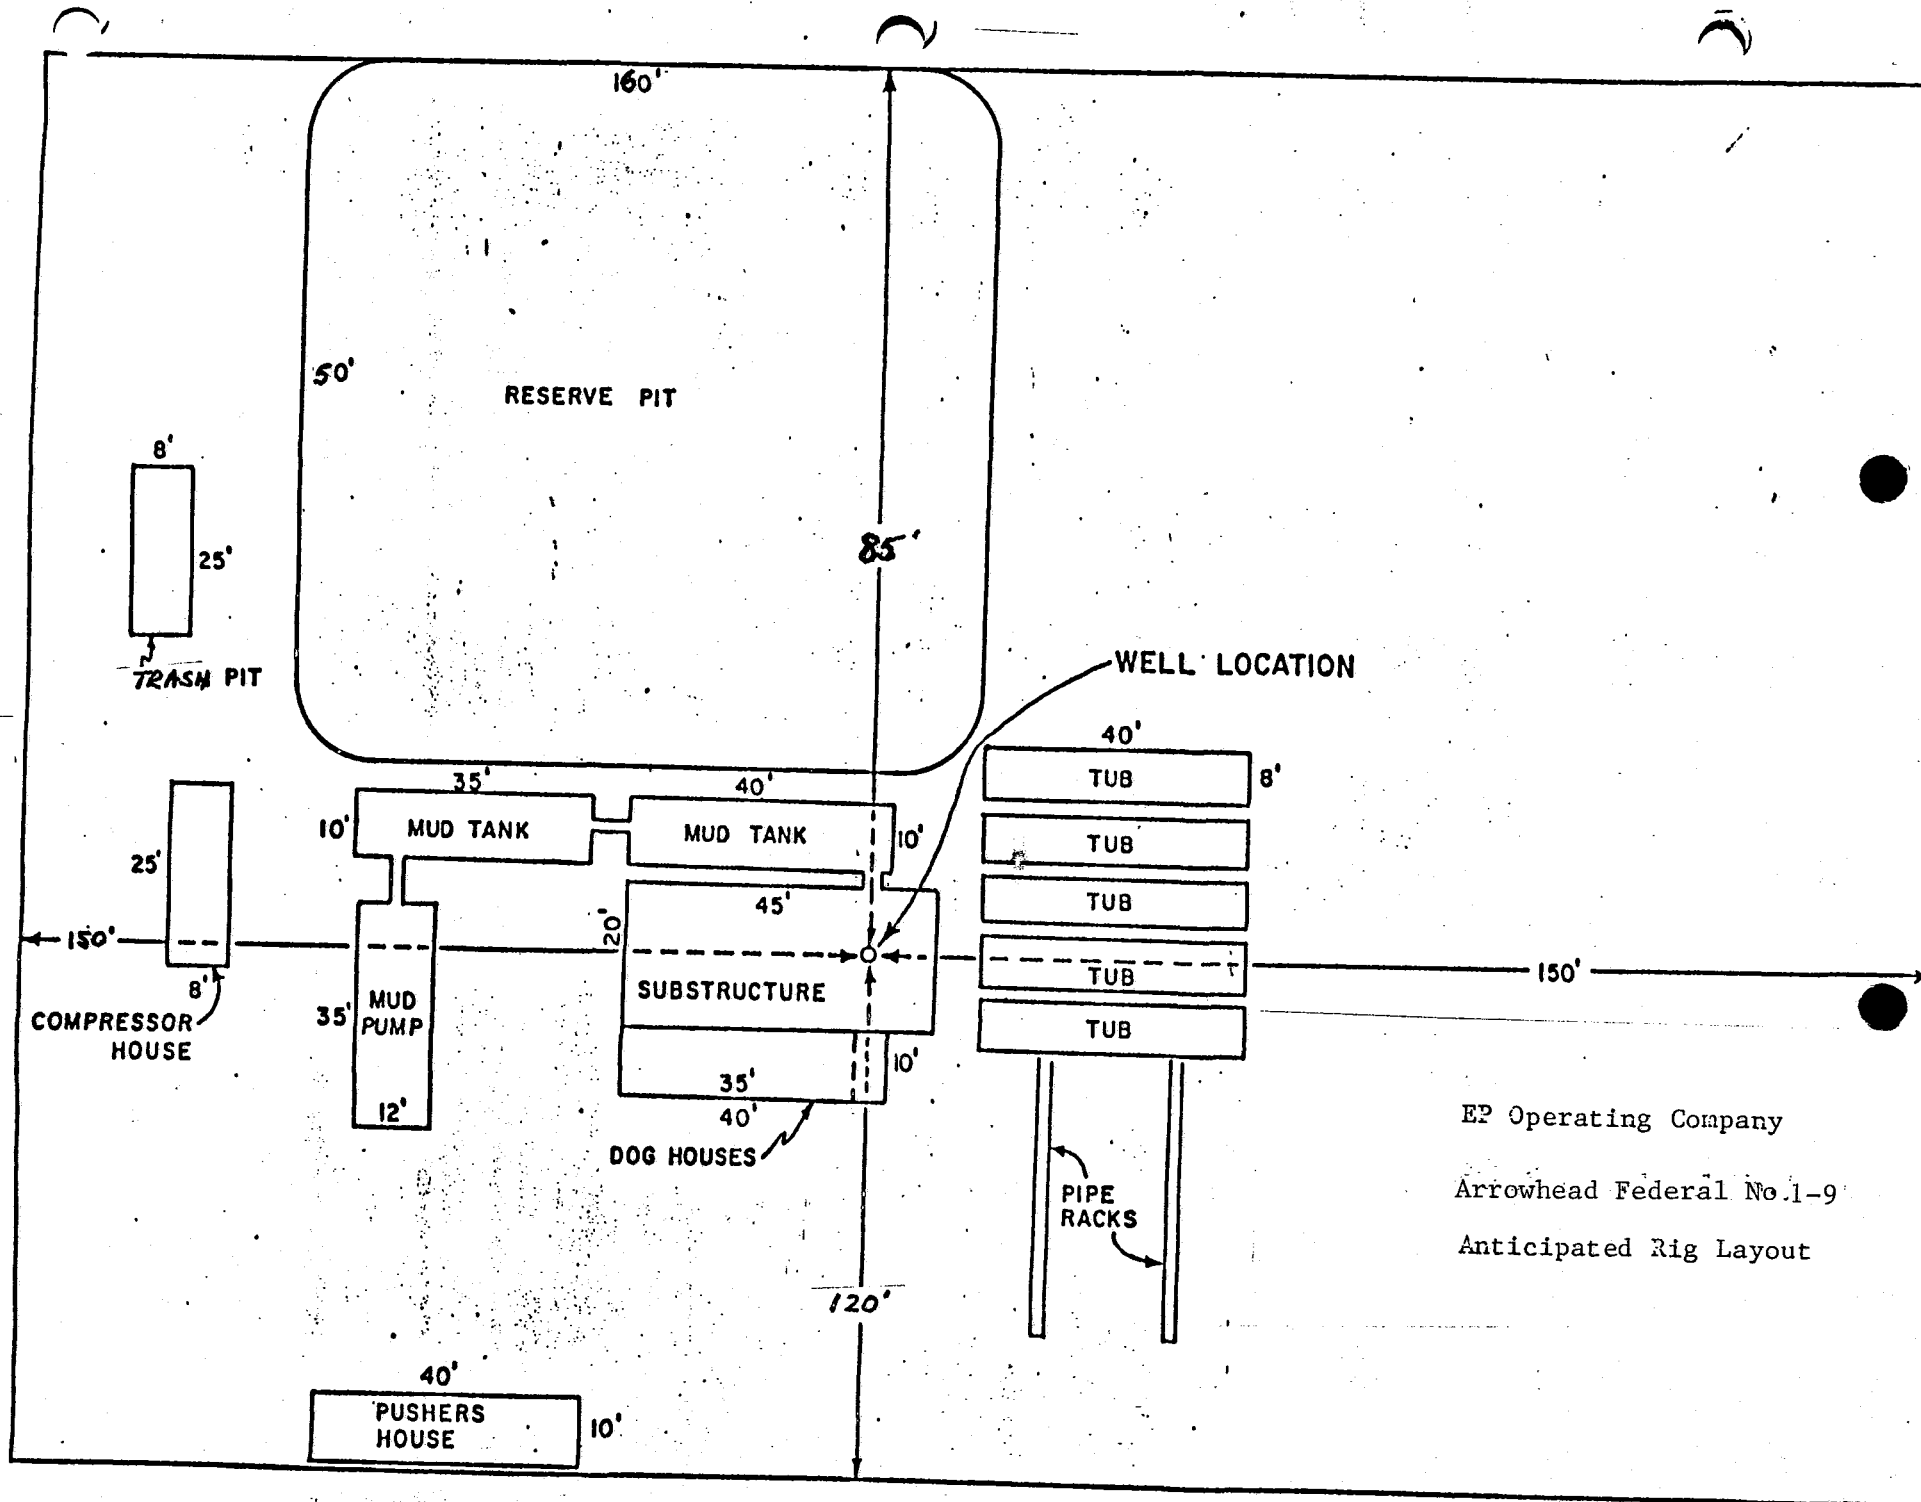 160'
50'
RESERVE PIT
8'
25'
TRASH PIT
85'
WELL LOCATION
40'
TUB
8'
TUB
TUB
TUB
TUB
35'
40'
10'
MUD TANK
MUD TANK
10'
25'
8'
COMPRESSOR
HOUSE
150'
45'
20'
SUBSTRUCTURE
150'
35'
MUD
PUMP
12'
10'
35'
40'
DOG HOUSES
PIPE
RACKS
120'
40'
PUSHERS
HOUSE
10'
EP Operating Company
Arrowhead Federal No.1-9
Anticipated Rig Layout